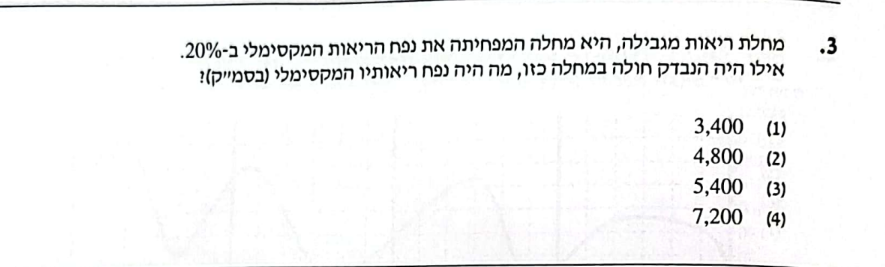 3. מחלת ריאות מגבילה, היא מחלה המפחיתה את נפח הריאות המקסימלי ב-20%.
אילו היה הנבדק חולה במחלה כזו, מה היה נפח ריאותיו המקסימלי (בסמ"ק)?
(1) 3,400
(2) 4,800
(3) 5,400
(4) 7,200